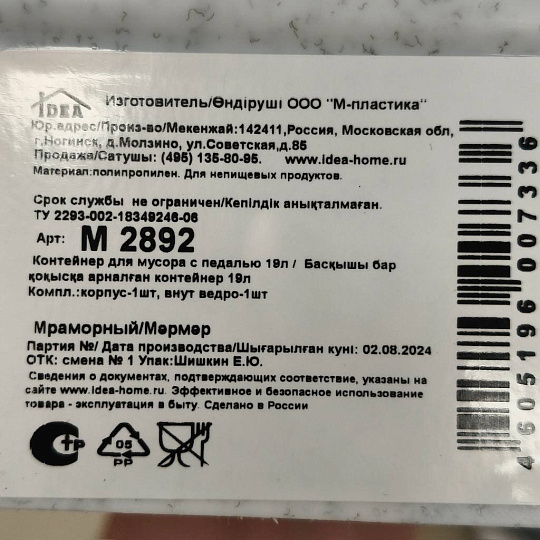 IDEA
Изготовитель/Өндіруші ООО "М-пластика"
Юр.адрес/Произ-во/Мекенжай:142411,Россия, Московская обл,
г.Ногинск, д.Молзино, ул.Советская,д.85
Продажа/Сатушы: (495) 135-80-95. www.idea-home.ru
Материал:полипропилен. Для непищевых продуктов.
Срок службы не ограничен/Кепілдік анықталмаған.
ТУ 2293-002-18349246-06
Арт: М 2892
Контейнер для мусора с педалью 19л / Басқышы бар
қоқысқа арналған контейнер 19л
Компл.:корпус-1шт, внут ведро-1шт
Мраморный/Мәрмәр
Партия №/ Дата производства/Шығарылған күні: 02.08.2024
ОТК: смена № 1 Упак:Шишкин Е.Ю.
Сведения о документах, подтверждающих соответствие, указаны на
сайте www.idea-home.ru. Эффективное и безопасное использование
товара - эксплуатация в быту. Сделано в России
05
PP
4 605196 007336